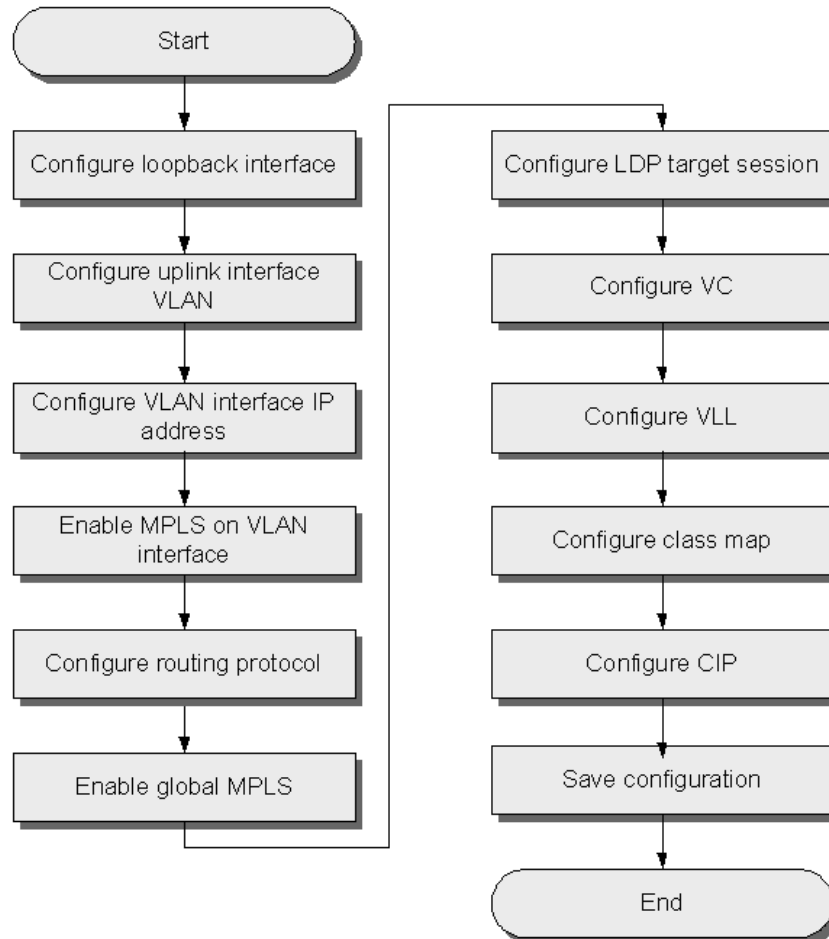 Start
Configure loopback interface
Configure uplink interface
VLAN
Configure VLAN interface IP
address
Enable MPLS on VLAN
interface
Configure routing protocol
Enable global MPLS
Configure LDP target session
Configure VC
Configure VLL
Configure class map
Configure CIP
Save configuration
End